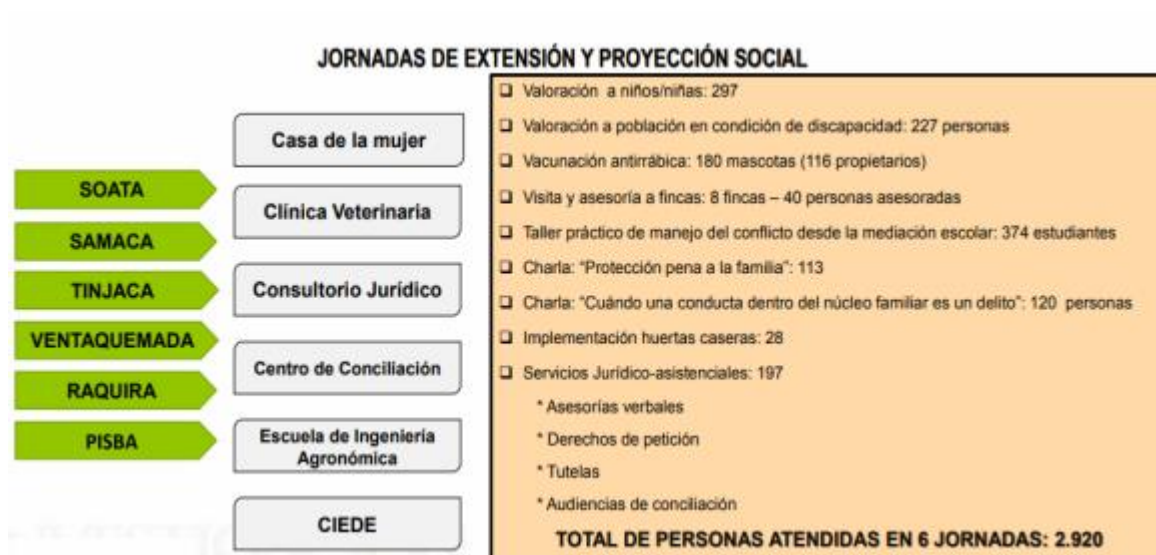 JORNADAS DE EXTENSIÓN Y PROYECCIÓN SOCIAL
SOATA
SAMACA
TINJACA
VENTAQUEMADA
RAQUIRA
PISBA
Casa de la mujer
Clínica Veterinaria
Consultorio Jurídico
Centro de Conciliación
Escuela de Ingeniería
Agronómica
CIEDE
❑ Valoración a niños/niñas: 297
❑ Valoración a población en condición de discapacidad: 227 personas
❑ Vacunación antirrábica: 180 mascotas (116 propietarios)
❑ Visita y asesoría a fincas: 8 fincas – 40 personas asesoradas
❑ Taller práctico de manejo del conflicto desde la mediación escolar: 374 estudiantes
❑ Charla: “Protección pena a la familia”: 113
❑ Charla: “Cuándo una conducta dentro del núcleo familiar es un delito”: 120 personas
❑ Implementación huertas caseras: 28
❑ Servicios Jurídico-asistenciales: 197
* Asesorías verbales
* Derechos de petición
* Tutelas
* Audiencias de conciliación
TOTAL DE PERSONAS ATENDIDAS EN 6 JORNADAS: 2.920